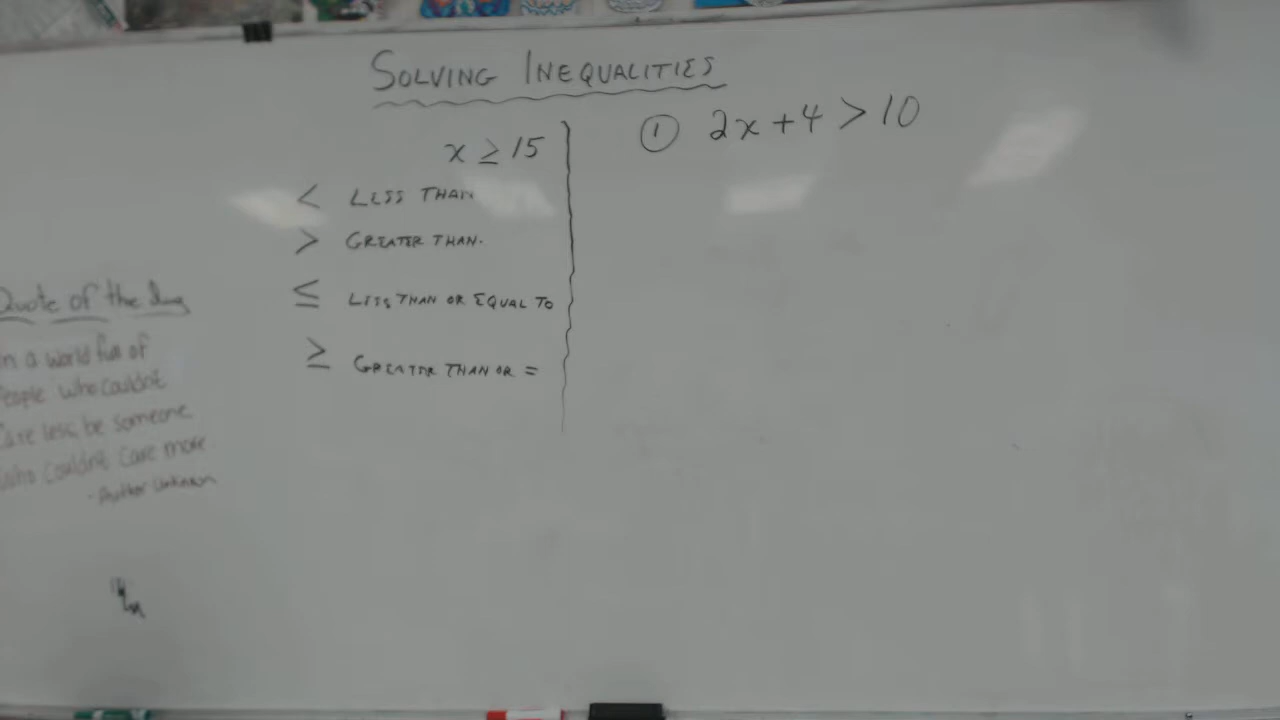 SOLVING INEQUALITIES
x ≥ 15
< LESS THAN
> GREATER THAN.
≤ LESS THAN OR EQUAL TO
≥ GREATER THAN OR =
① 2x + 4 > 10
Quote of the day
In a world full of
People who couldn't
Care less, be someone
who couldn't care more
- Author Unknown